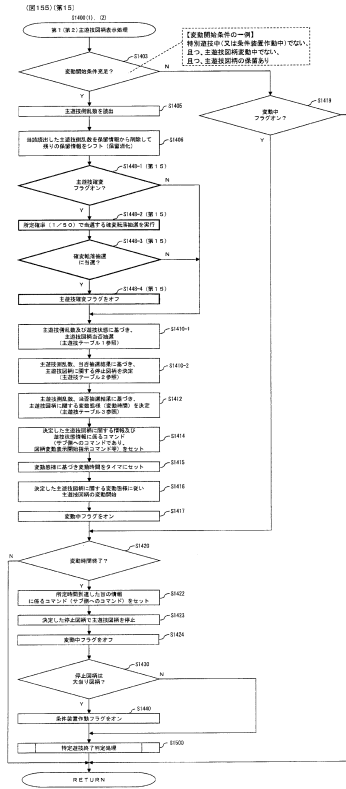 (図155)(第15)
S1400(1)、(2)
第1(第2)主遊技図柄表示処理
変動開始条件の一例
特別遊技中(又は条件装置作動中)でない、
且つ、主遊技図柄変動中でない、
且つ、主遊技図柄の保留あり
S1403
変動開始条件充足?
N
Y
S1419
変動中
フラグオン?
N
Y
S1405
主遊技側乱数を読出
S1406
当該読出した主遊技側乱数を保留情報から削除して
残りの保留情報をシフト(保留消化)
S1448-1(第15)
主遊技確変
フラグオン?
N
Y
S1448-2(第15)
所定確率(1/50)で当選する確変転落抽選を実行
S1448-3(第15)
確変転落抽選
に当選?
N
Y
S1448-4(第15)
主遊技確変フラグをオフ
S1410-1
主遊技側乱数及び遊技状態に基づき、
主遊技図柄当否抽選
(主遊技テーブル1参照)
S1410-2
主遊技側乱数、当否抽選結果に基づき、
主遊技図柄に関する停止図柄を決定
(主遊技テーブル2参照)
S1412
主遊技側乱数、当否抽選結果に基づき、
主遊技図柄に関する変動態様(変動時間)を決定
(主遊技テーブル3参照)
S1414
決定した主遊技図柄に関する情報及び
遊技状態情報に係るコマンド
(サブ側へのコマンドであり、
図柄変動表示開始指示コマンド等)をセット
S1415
変動態様に基づき変動時間をタイマにセット
S1416
決定した主遊技図柄に関する変動態様に従い
主遊技図柄の変動開始
S1417
変動中フラグをオン
S1420
変動時間終了?
N
Y
S1422
所定時間到達した旨の情報
に係るコマンド(サブ側へのコマンド)をセット
S1423
決定した停止図柄で主遊技図柄を停止
S1424
変動中フラグをオフ
S1430
停止図柄は
大当り図柄?
N
Y
S1440
条件装置作動フラグをオン
S1500
特定遊技終了判定処理
RETURN